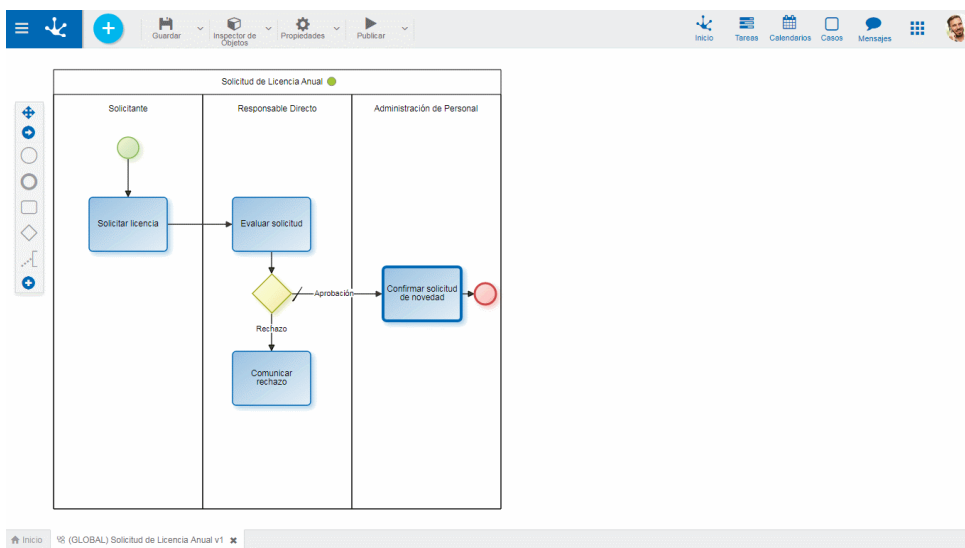 Guardar
Inspector de
Objetos
Propiedades
Publicar
Inicio
Tareas
Calendarios
Casos
Mensajes
Solicitud de Licencia Anual
Solicitante
Responsable Directo
Administración de Personal
Solicitar licencia
Evaluar solicitud
Aprobación
Confirmar solicitud
de novedad
Rechazo
Comunicar
rechazo
Inicio
(GLOBAL) Solicitud de Licencia Anual v1